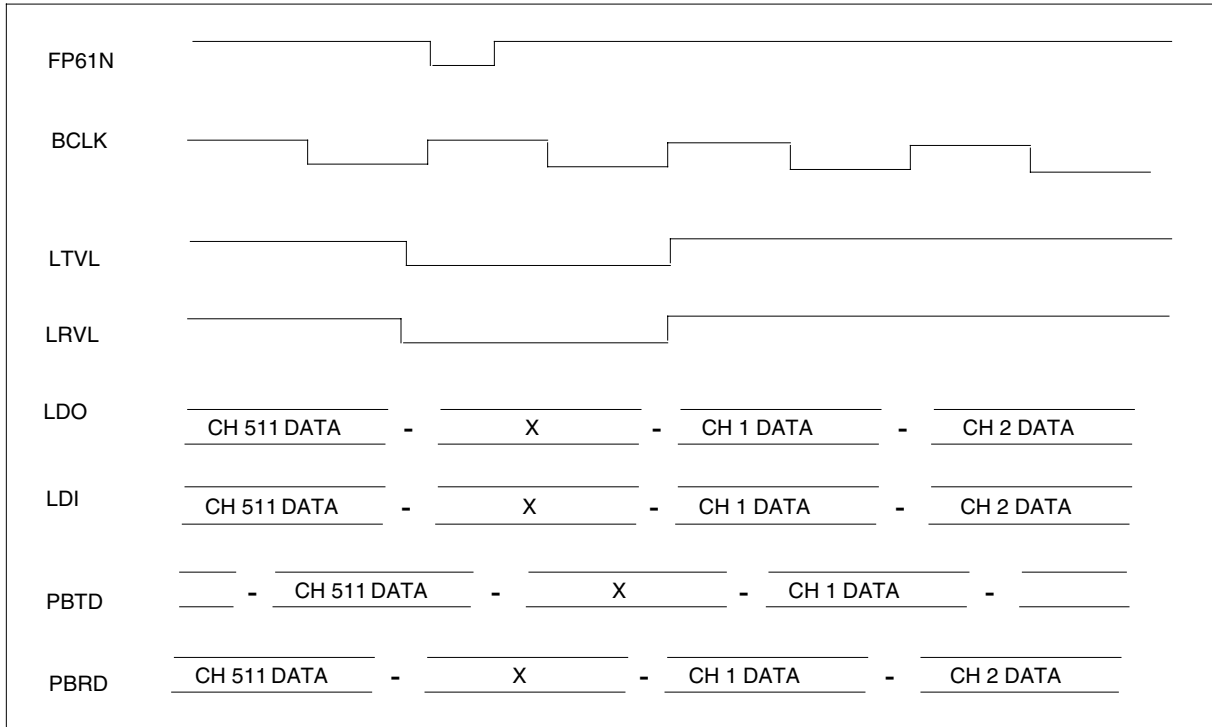 FP61N
BCLK
LTVL
LRVL
LDO
CH 511 DATA - X - CH 1 DATA - CH 2 DATA
LDI
CH 511 DATA - X - CH 1 DATA - CH 2 DATA
PBTD
- CH 511 DATA - X - CH 1 DATA -
PBRD
CH 511 DATA - X - CH 1 DATA - CH 2 DATA